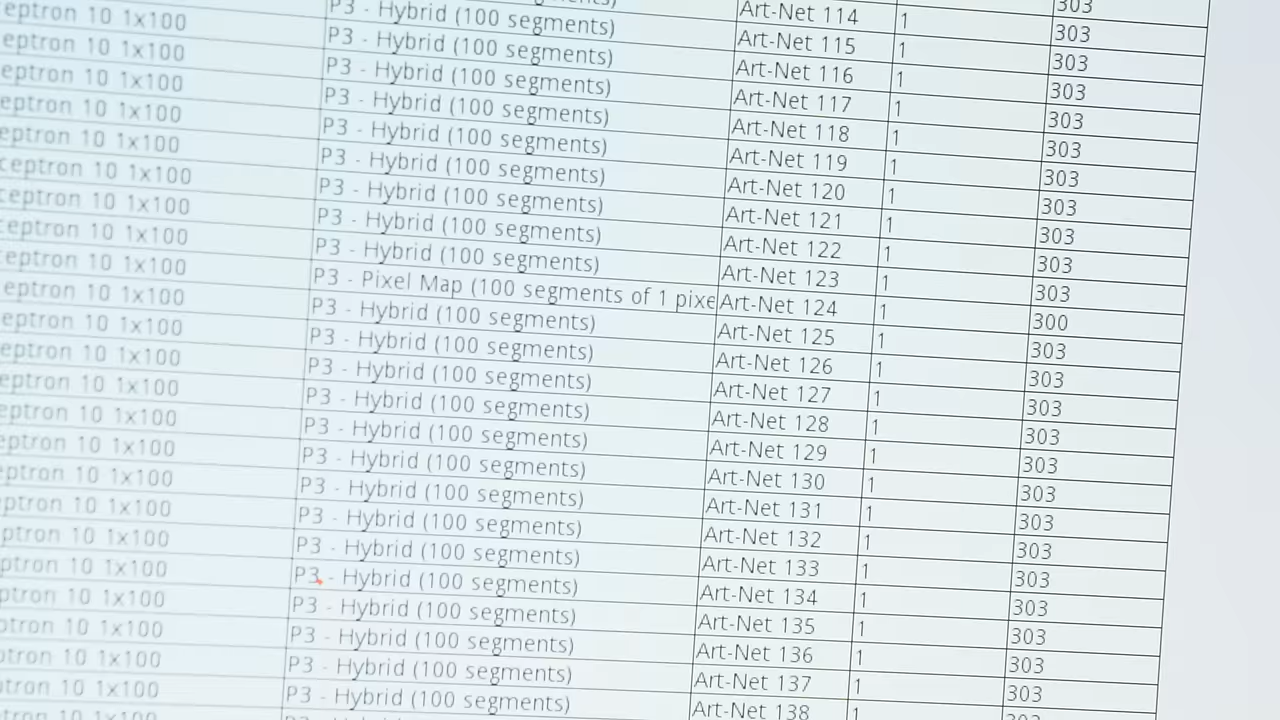 303
Art-Net 114 1 303
P3 - Hybrid (100 segments) Art-Net 115 1 303
eptron 10 1x100 P3 - Hybrid (100 segments) Art-Net 116 1 303
eptron 10 1x100 P3 - Hybrid (100 segments) Art-Net 117 1 303
eptron 10 1x100 P3 - Hybrid (100 segments) Art-Net 118 1 303
eptron 10 1x100 P3 - Hybrid (100 segments) Art-Net 119 1 303
eptron 10 1x100 P3 - Hybrid (100 segments) Art-Net 120 1 303
ceptron 10 1x100 P3 - Hybrid (100 segments) Art-Net 121 1 303
ceptron 10 1x100 P3 - Hybrid (100 segments) Art-Net 122 1 303
ceptron 10 1x100 P3 - Hybrid (100 segments) Art-Net 123 1 303
ceptron 10 1x100 P3 - Pixel Map (100 segments of 1 pixe Art-Net 124 1 300
eptron 10 1x100 P3 - Hybrid (100 segments) Art-Net 125 1 303
eptron 10 1x100 P3 - Hybrid (100 segments) Art-Net 126 1 303
eptron 10 1x100 P3 - Hybrid (100 segments) Art-Net 127 1 303
eptron 10 1x100 P3 - Hybrid (100 segments) Art-Net 128 1 303
eptron 10 1x100 P3 - Hybrid (100 segments) Art-Net 129 1 303
eptron 10 1x100 P3 - Hybrid (100 segments) Art-Net 130 1 303
eptron 10 1x100 P3 - Hybrid (100 segments) Art-Net 131 1 303
eptron 10 1x100 P3 - Hybrid (100 segments) Art-Net 132 1 303
ptron 10 1x100 P3 - Hybrid (100 segments) Art-Net 133 1 303
ptron 10 1x100 P3 - Hybrid (100 segments) Art-Net 134 1 303
ptron 10 1x100 P3 - Hybrid (100 segments) Art-Net 135 1 303
ptron 10 1x100 P3 - Hybrid (100 segments) Art-Net 136 1 303
ptron 10 1x100 P3 - Hybrid (100 segments) Art-Net 137 1 303
tron 10 1x100 P3 - Hybrid (100 segments) Art-Net 138 1